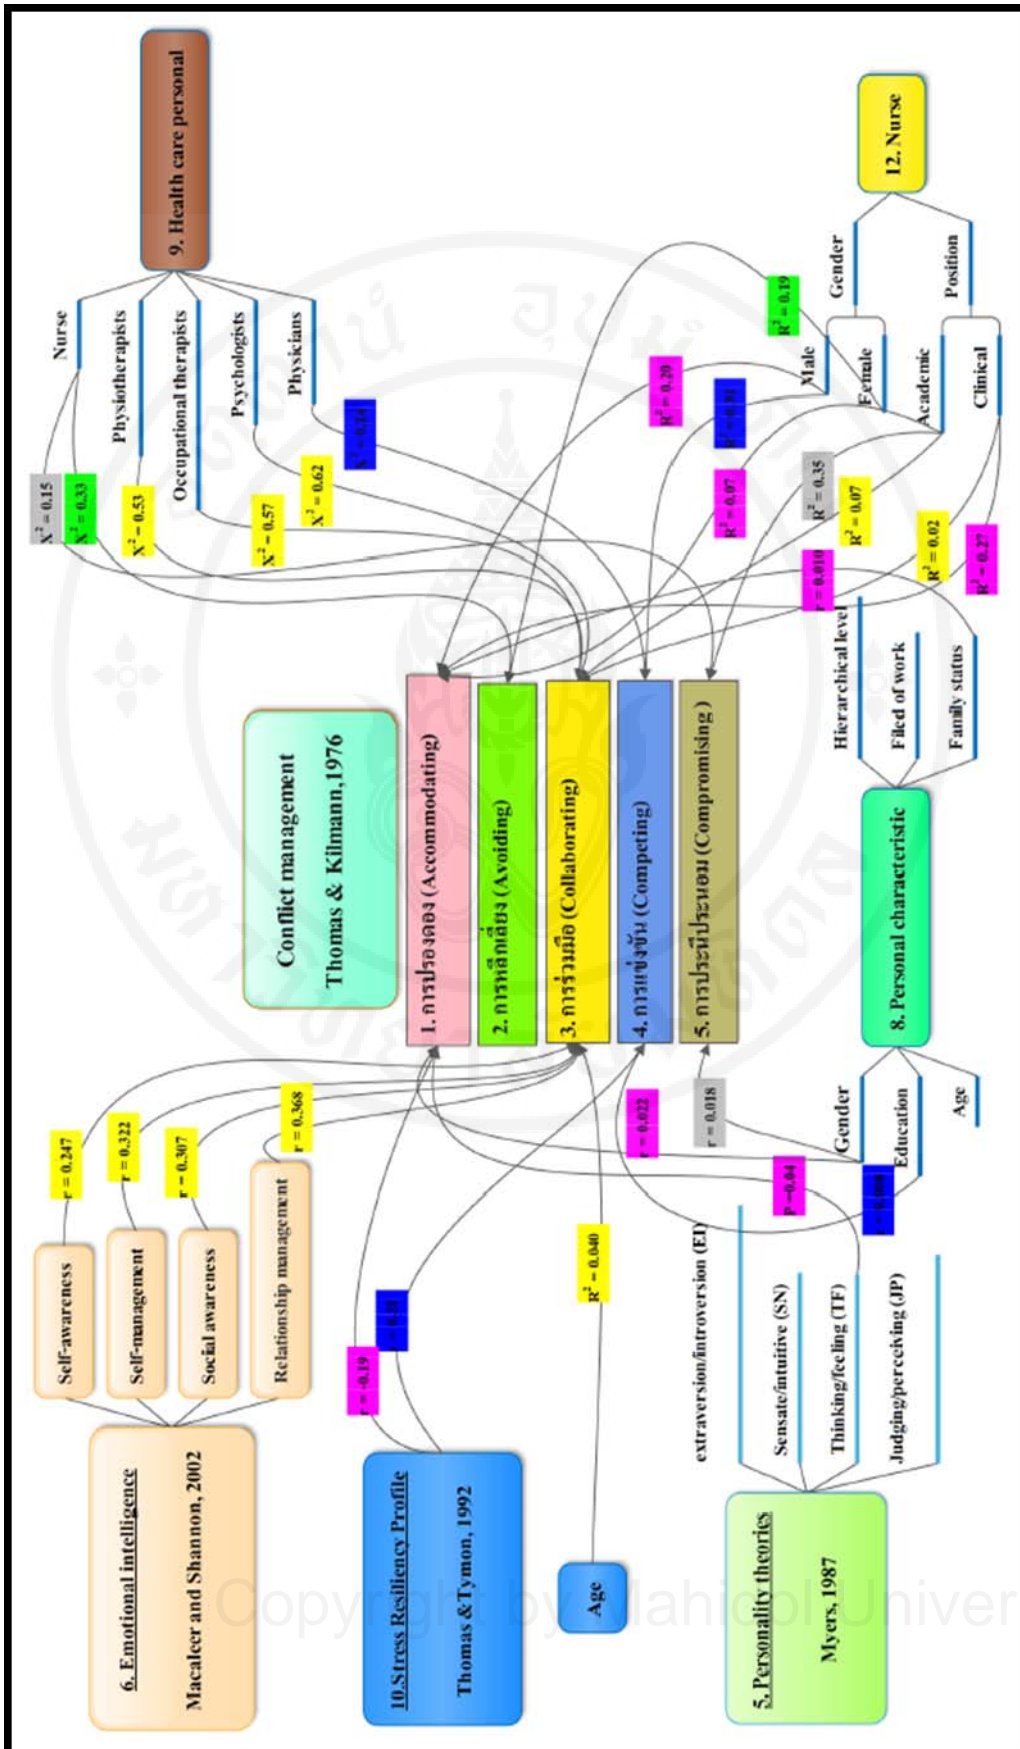 6. Emotional intelligence
Macaleer and Shannon, 2002
Self-awareness
Self-management
Social awareness
Relationship management
r = 0.247
r = 0.322
r = 0.307
r = 0.368
10.Stress Resiliency Profile
Thomas &Tymon, 1992
r = -0.19
Age
R² = 0.040
5. Personality theories
Myers, 1987
extraversion/introversion (EI)
Sensate/intuitive (SN)
Thinking/feeling (TF)
Judging/perceiving (JP)
P =0.04
Conflict management
Thomas & Kilmann,1976
1. การปรองดอง (Accommodating)
2. การหลีกเลี่ยง (Avoiding)
3. การร่วมมือ (Collaborating)
4. การแข่งขัน (Competing)
5. การประนีประนอม (Compromising )
8. Personal characteristic
Gender
Education
Age
r = 0.022
r = 0.018
Hierarchical level
Filed of work
Family status
r = 0.010
9. Health care personal
Nurse
Physiotherapists
Occupational therapists
Psychologists
Physicians
X² = 0.15
X² = 0.33
X² = 0.53
X² = 0.57
X² = 0.62
12. Nurse
Gender
Position
Male
Female
Academic
Clinical
R² = 0.19
R² = 0.20
R² = 0.07
R² = 0.35
R² = 0.07
R² = 0.02
R² = 0.27
Copyright by Mahidol Univer